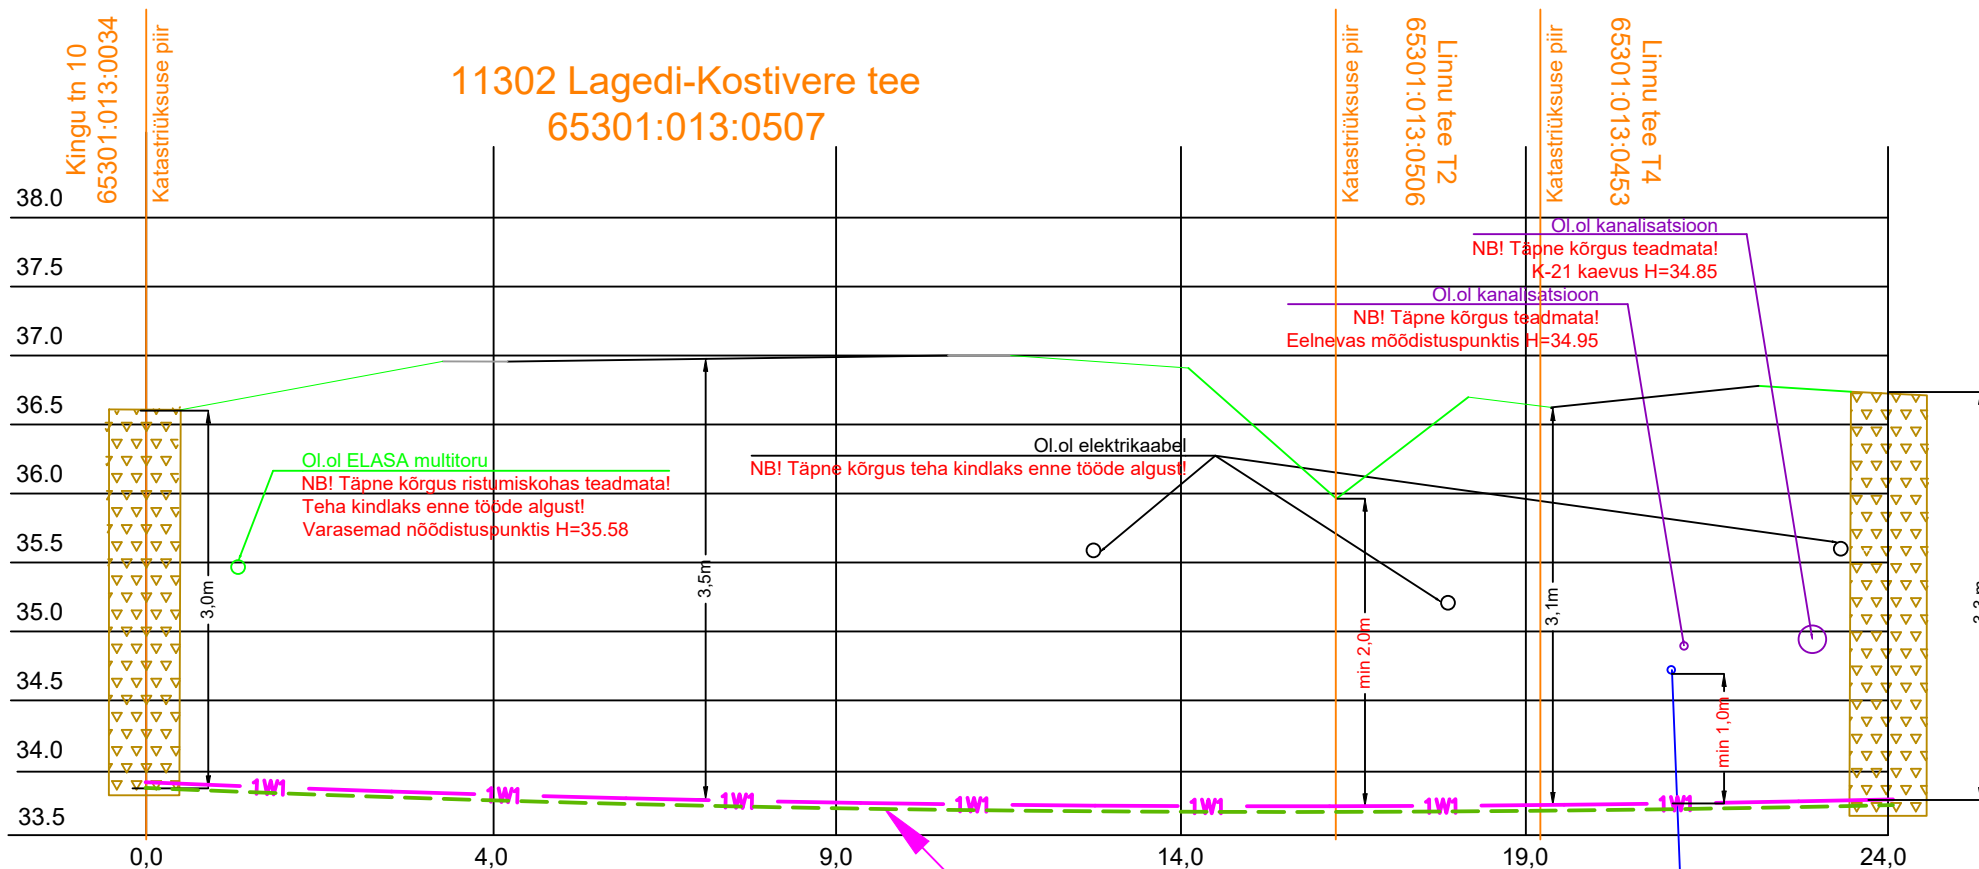 Kingu tn 10
65301:013:0034
Katastriüksuse piir
11302 Lagedi-Kostivere tee
65301:013:0507
Katastriüksuse piir
Linnu tee T2
65301:013:0506
Katastriüksuse piir
Linnu tee T4
65301:013:0453
38.0
37.5
37.0
36.5
36.0
35.5
35.0
34.5
34.0
33.5
Ol.ol kanalisatsioon
NB! Täpne kõrgus teadmata!
K-21 kaevus H=34.85
Ol.ol kanalisatsioon
NB! Täpne kõrgus teadmata!
Eelnevas mõõdistuspunktis H=34.95
Ol.ol elektrikaabel
NB! Täpne kõrgus teha kindlaks enne tööde algust!
Ol.ol ELASA multitoru
NB! Täpne kõrgus ristumiskohas teadmata!
Teha kindlaks enne tööde algust!
Varasemad nõõdistuspunktis H=35.58
3,0m
3,5m
min 2,0m
3,1m
min 1,0m
1W1
1W1
1W1
1W1
1W1
1W1
1W1
0,0
4,0
9,0
14,0
19,0
24,0